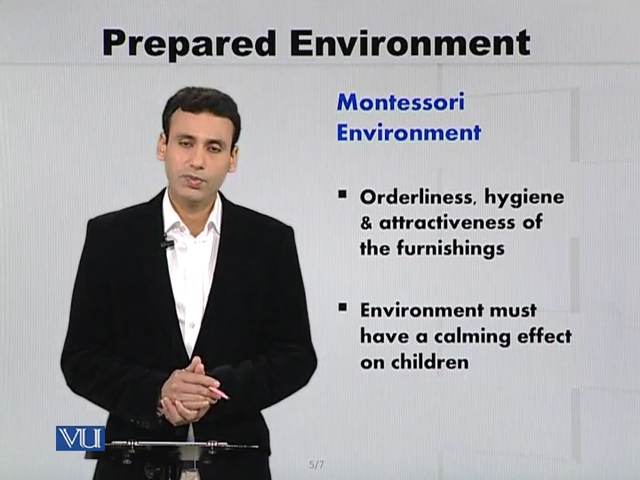 Prepared Environment
Montessori
Environment
▪ Orderliness, hygiene
& attractiveness of
the furnishings
▪ Environment must
have a calming effect
on children
VU
5/7